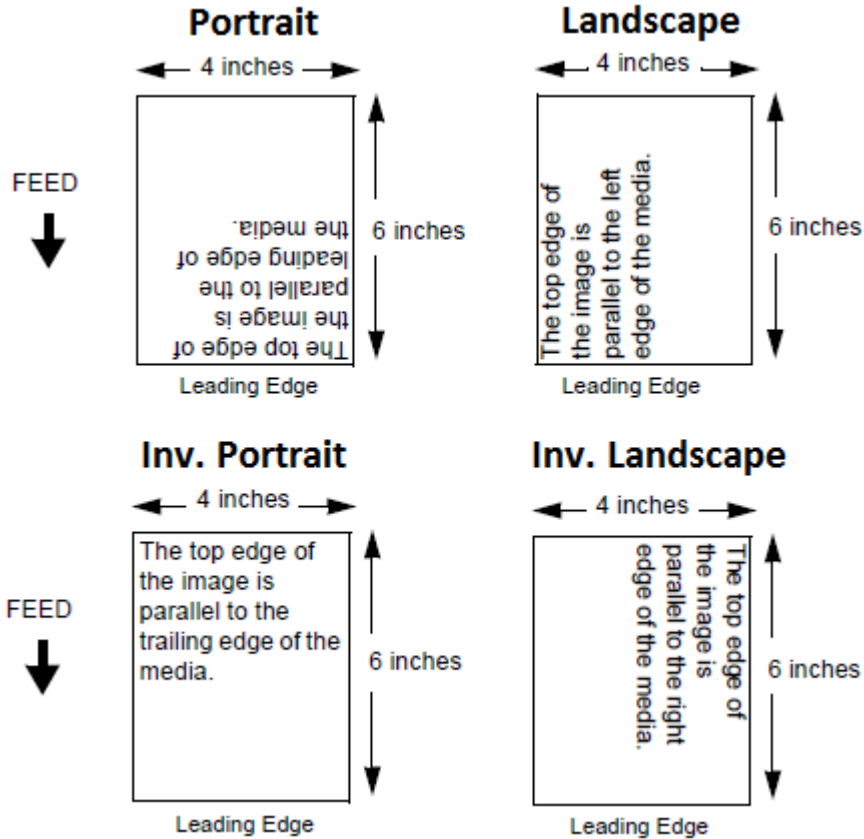 Portrait
4 inches
FEED
6 inches
The top edge of
the image is
parallel to the
leading edge of
the media.
Leading Edge
Landscape
4 inches
6 inches
The top edge of
the image is
parallel to the left
edge of the media.
Leading Edge
Inv. Portrait
4 inches
FEED
The top edge of
the image is
parallel to the
trailing edge of the
media.
6 inches
Leading Edge
Inv. Landscape
4 inches
The top edge of
the image is
parallel to the right
edge of the media.
6 inches
Leading Edge